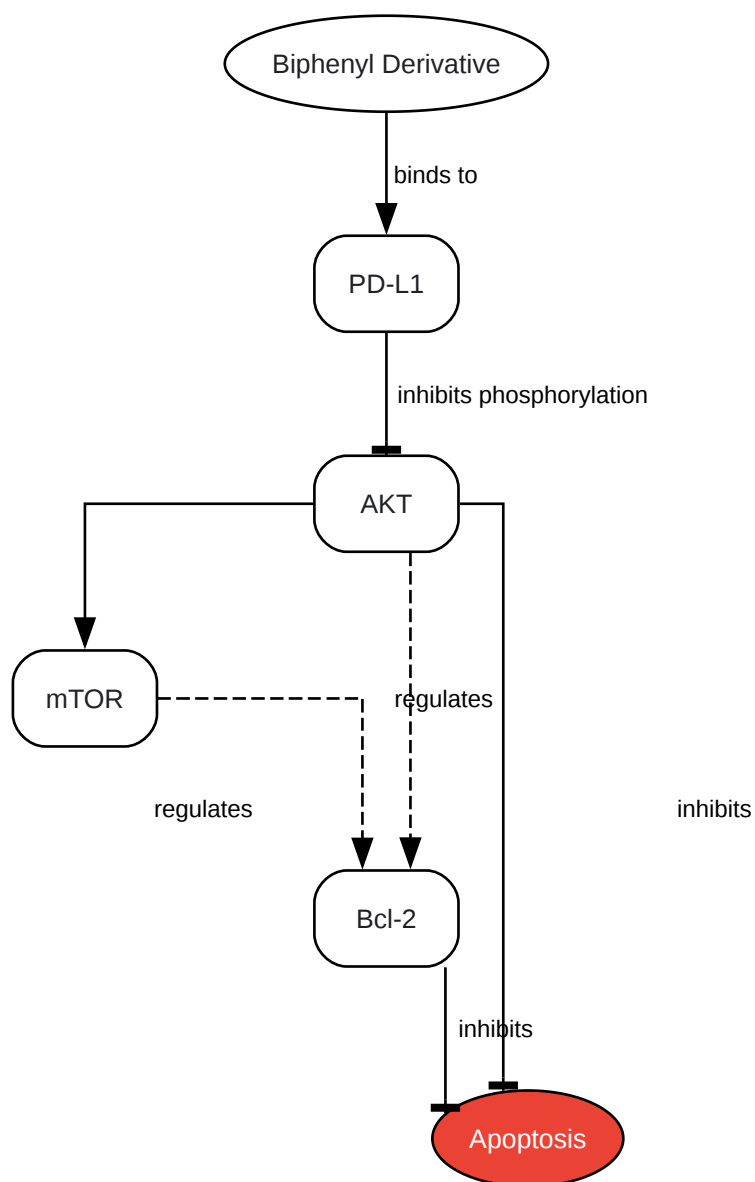 Biphenyl Derivative
binds to
PD-L1
inhibits phosphorylation
AKT
mTOR
regulates
regulates
inhibits
Bcl-2
inhibits
Apoptosis